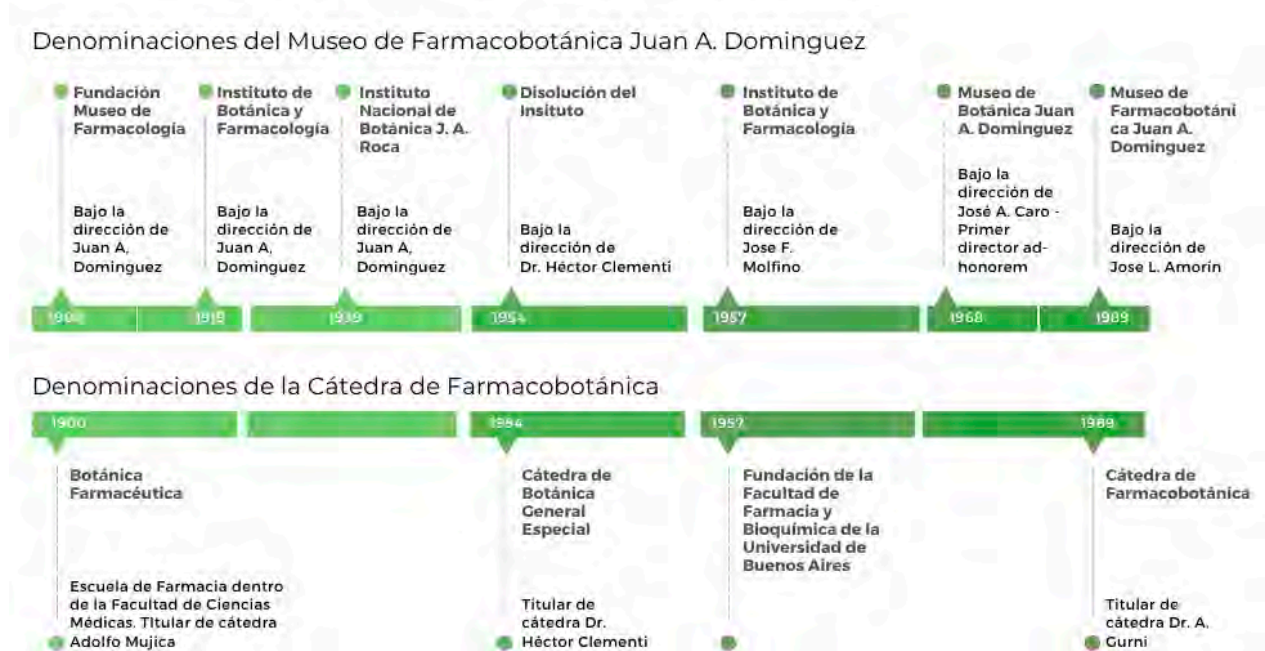 Denominaciones del Museo de Farmacobotánica Juan A. Dominguez
Fundación
Museo de
Farmacología
Bajo la
dirección de
Juan A.
Dominguez
Instituto de
Botánica y
Farmacología
Bajo la
dirección de
Juan A.
Dominguez
Instituto
Nacional de
Botánica J. A.
Roca
Bajo la
dirección de
Juan A.
Dominguez
Disolución del
Insituto
Bajo la
dirección de
Dr. Héctor Clementi
Instituto de
Botánica y
Farmacología
Bajo la
dirección de
Jose F.
Molfino
Museo de
Botánica Juan
A. Dominguez
Bajo la
dirección de
José A. Caro -
Primer
director ad-
honorem
Museo de
Farmacobotáni
ca Juan A.
Dominguez
Bajo la
dirección de
Jose L. Amorín
1900
1939
1954
1957
1968
1989
Denominaciones de la Cátedra de Farmacobotánica
1900
1957
1989
Botánica
Farmacéutica
Escuela de Farmacia dentro
de la Facultad de Ciencias
Médicas. Titular de cátedra
Adolfo Mujica
Cátedra de
Botánica
General
Especial
Titular de
cátedra Dr.
Héctor Clementi
Fundación de la
Facultad de
Farmacia y
Bioquímica de la
Universidad de
Buenos Aires
Cátedra de
Farmacobotánica
Titular de
cátedra Dr. A.
Gurni